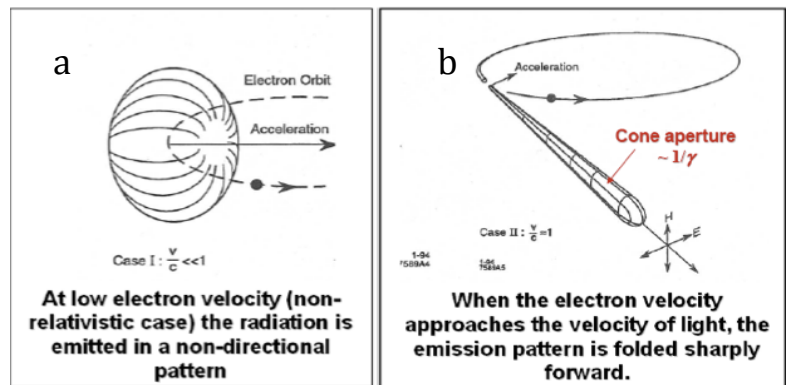 a
Electron Orbit
Acceleration
Case I : v/c <<1
At low electron velocity (non-
relativistic case) the radiation is
emitted in a non-directional
pattern
b
Acceleration
Cone aperture
~ 1/γ
Case II : v/c ≈1
H
E
1-94
7589A4
1-94
7589A5
When the electron velocity
approaches the velocity of light, the
emission pattern is folded sharply
forward.